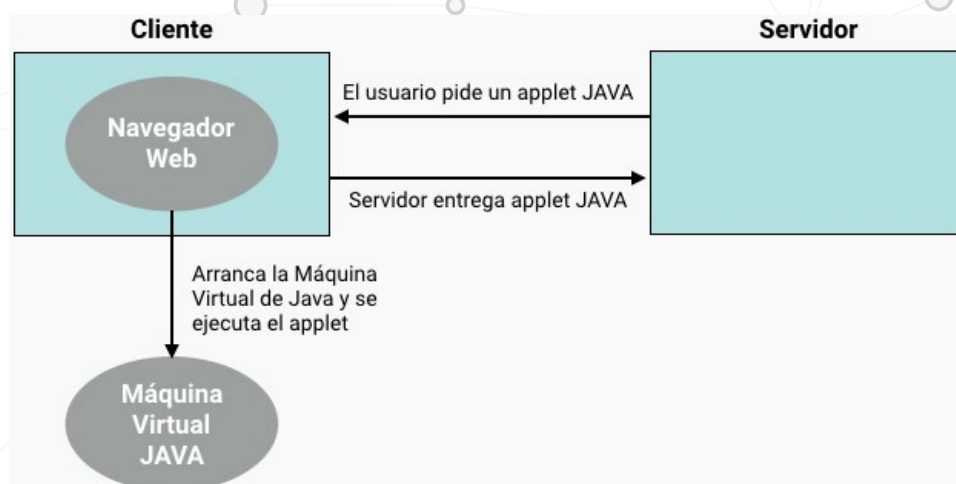 Cliente
Servidor
El usuario pide un applet JAVA
Navegador
Web
Servidor entrega applet JAVA
Arranca la Máquina
Virtual de Java y se
ejecuta el applet
Máquina
Virtual
JAVA